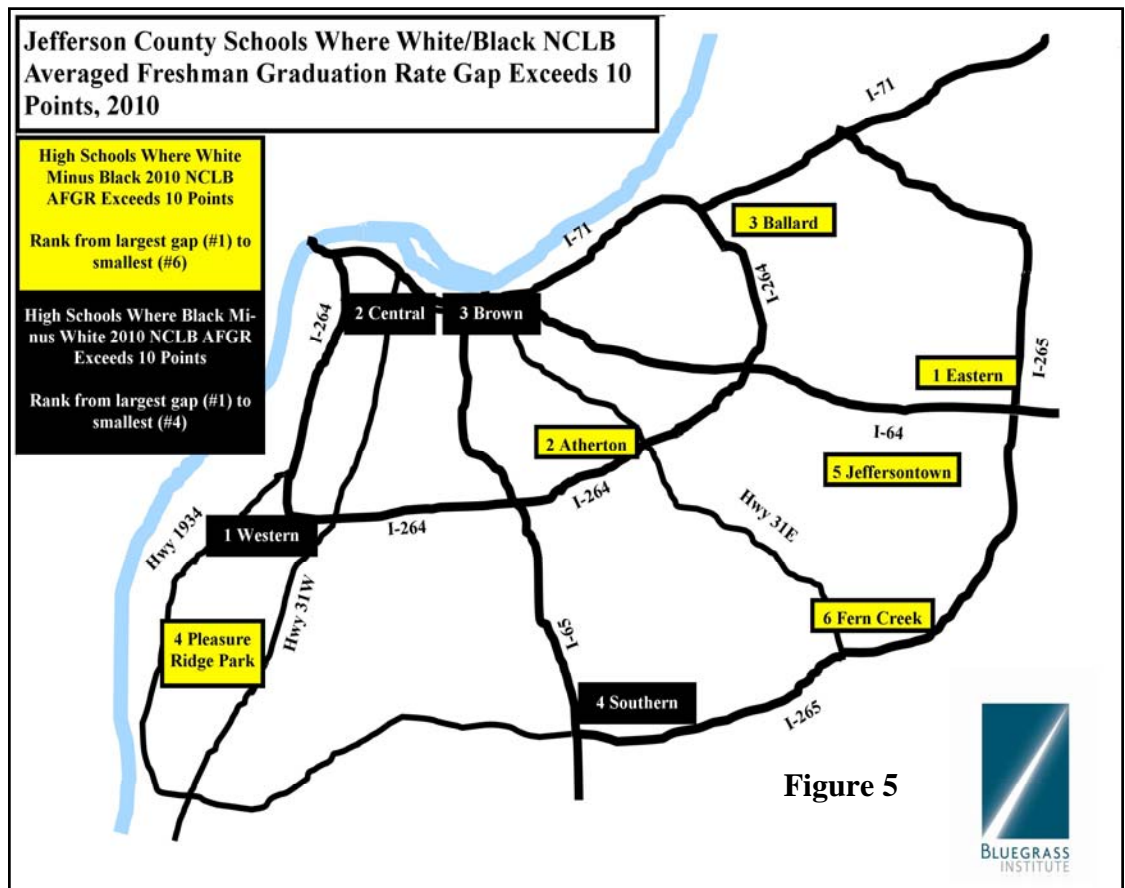 Jefferson County Schools Where White/Black NCLB
Averaged Freshman Graduation Rate Gap Exceeds 10
Points, 2010
High Schools Where White
Minus Black 2010 NCLB
AFGR Exceeds 10 Points
Rank from largest gap (#1) to
smallest (#6)
High Schools Where Black Mi-
nus White 2010 NCLB AFGR
Exceeds 10 Points
Rank from largest gap (#1) to
smallest (#4)
I-71
3 Ballard
I-71
I-264
I-264
2 Central
3 Brown
1 Eastern
I-265
I-64
2 Atherton
5 Jeffersontown
I-264
I-264
Hwy 31E
Hwy 1934
1 Western
Hwy 31W
6 Fern Creek
4 Pleasure
Ridge Park
I-65
4 Southern
I-265
Figure 5
BLUEGRASS
INSTITUTE